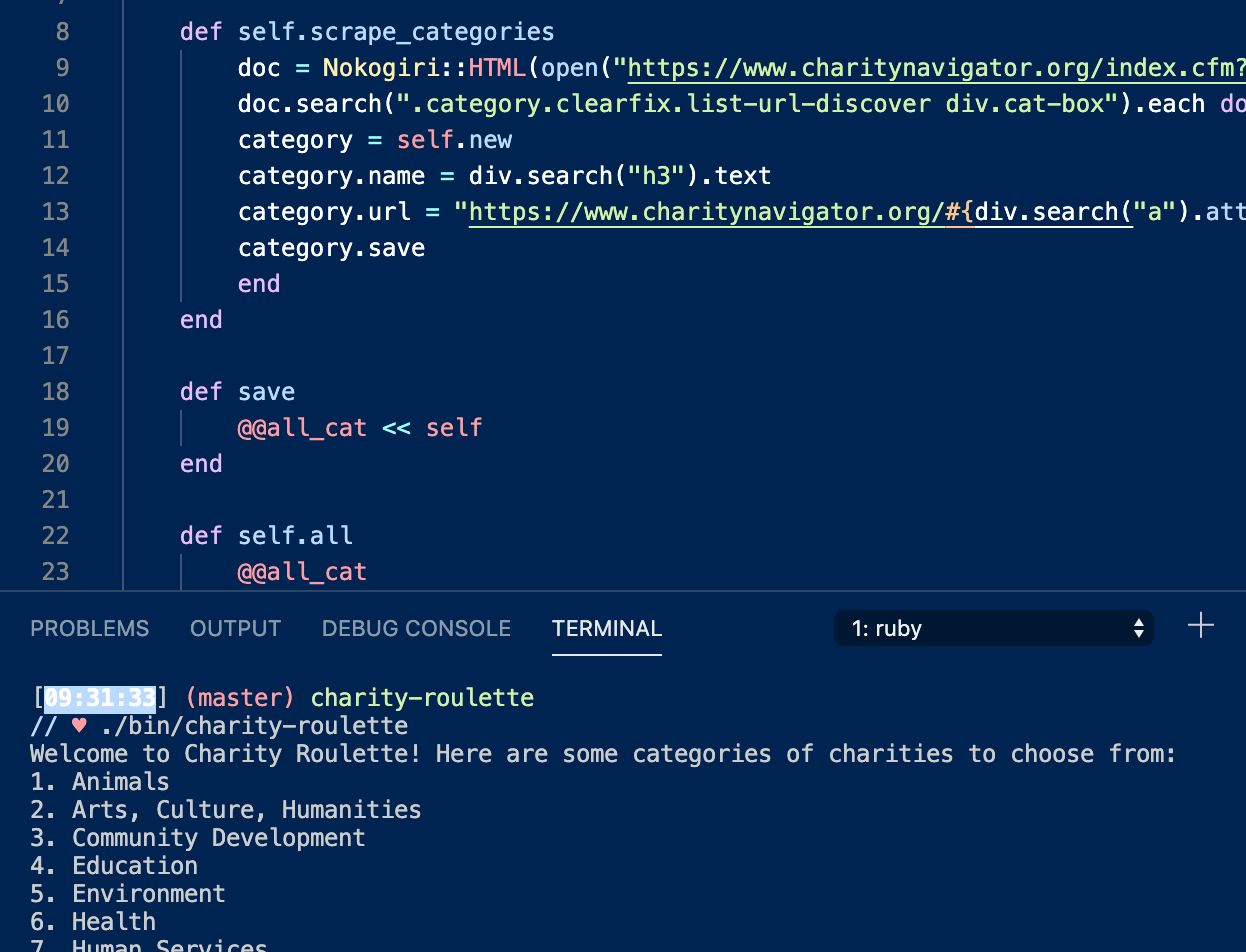 8 def self.scrape_categories
9 doc = Nokogiri::HTML(open("https://www.charitynavigator.org/index.cfm?
10 doc.search(".category.clearfix.list-url-discover div.cat-box").each do
11 category = self.new
12 category.name = div.search("h3").text
13 category.url = "https://www.charitynavigator.org/#{div.search("a").att
14 category.save
15 end
16 end
17
18 def save
19 @@all_cat << self
20 end
21
22 def self.all
23 @@all_cat
PROBLEMS OUTPUT DEBUG CONSOLE TERMINAL 1: ruby
[09:31:33] (master) charity-roulette
// ♥ ./bin/charity-roulette
Welcome to Charity Roulette! Here are some categories of charities to choose from:
1. Animals
2. Arts, Culture, Humanities
3. Community Development
4. Education
5. Environment
6. Health
7. Human Services